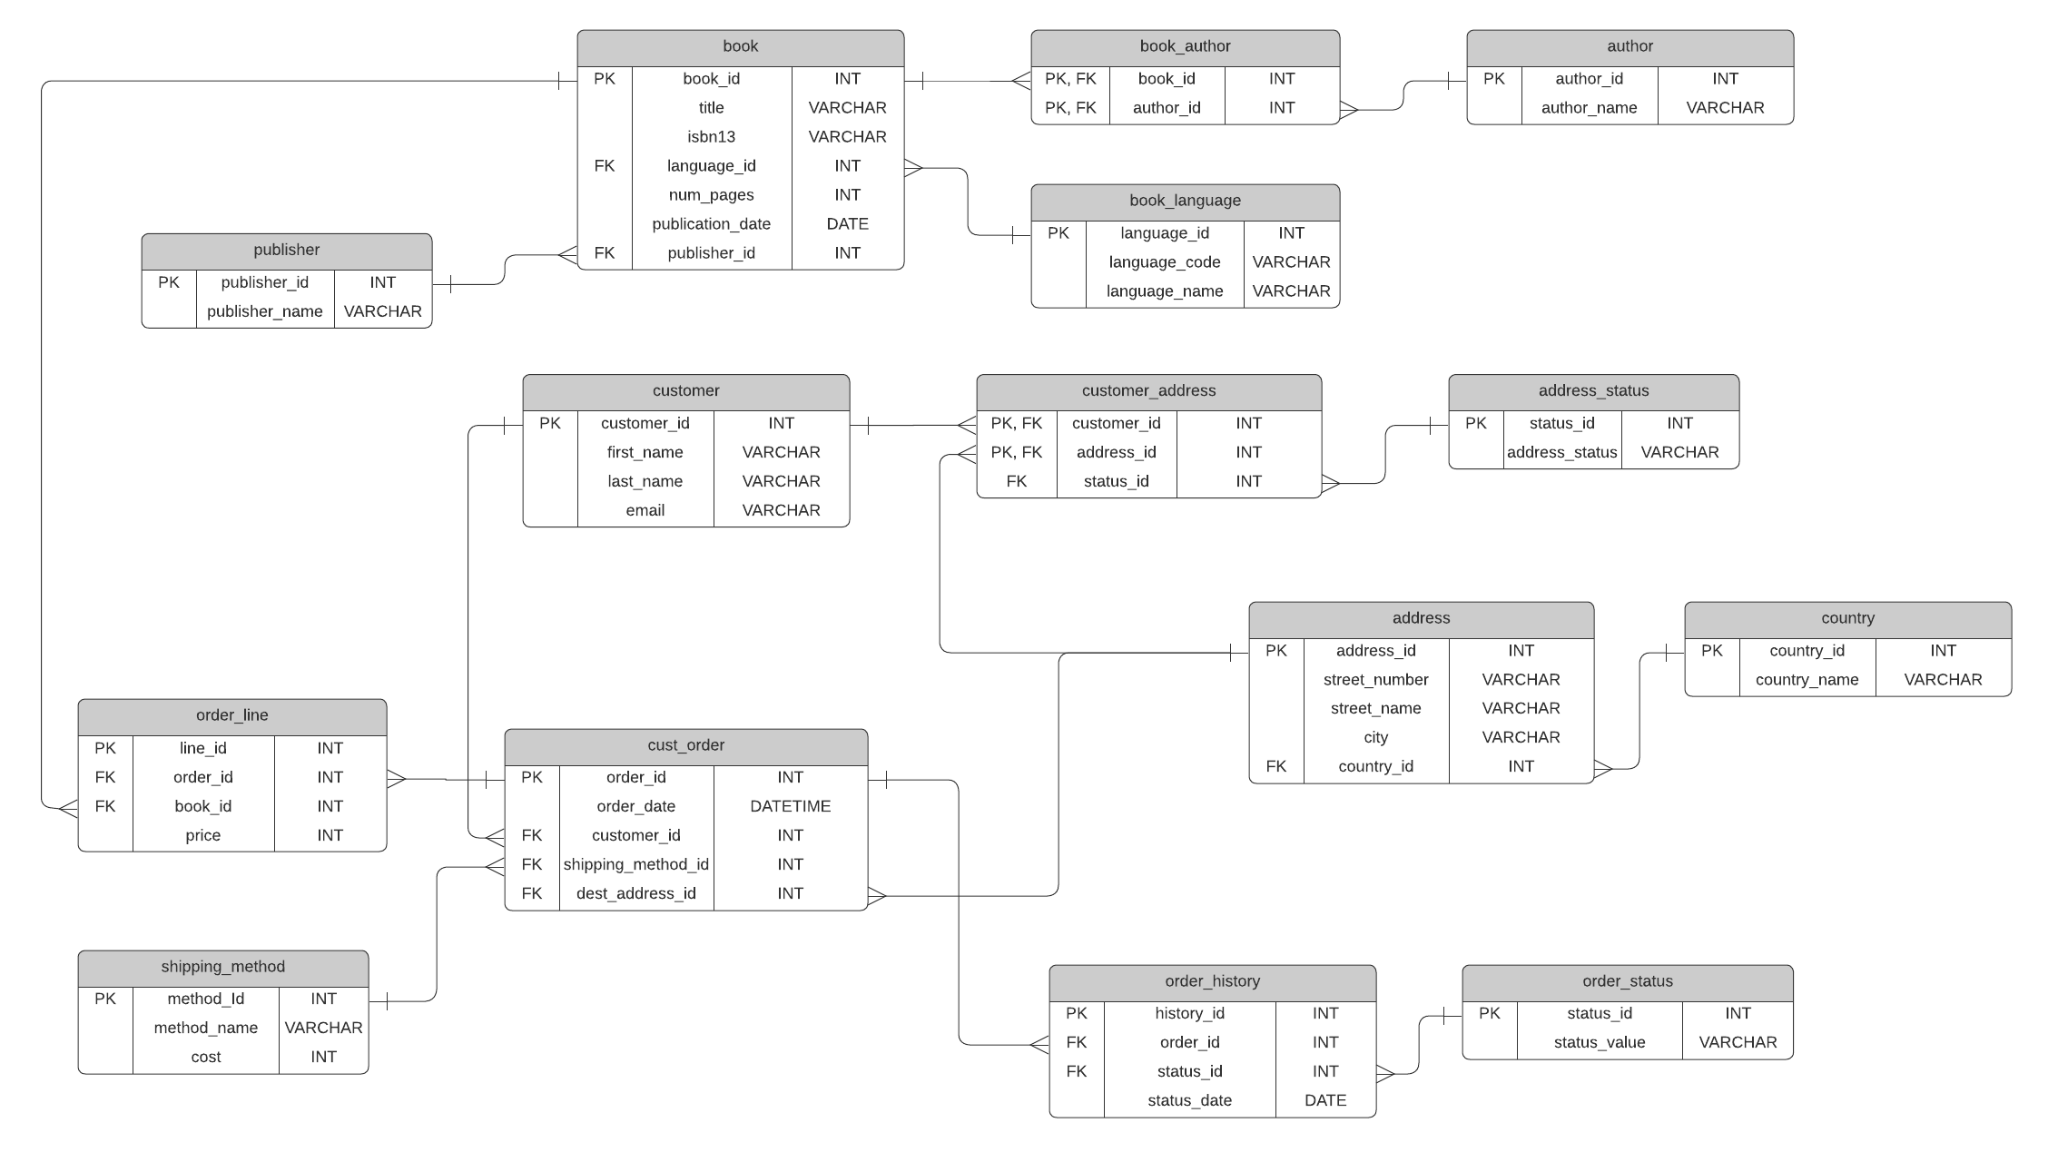 book
PK book_id INT
title VARCHAR
isbn13 VARCHAR
FK language_id INT
num_pages INT
publication_date DATE
FK publisher_id INT
book_author
PK, FK book_id INT
PK, FK author_id INT
author
PK author_id INT
author_name VARCHAR
book_language
PK language_id INT
language_code VARCHAR
language_name VARCHAR
publisher
PK publisher_id INT
publisher_name VARCHAR
customer
PK customer_id INT
first_name VARCHAR
last_name VARCHAR
email VARCHAR
customer_address
PK, FK customer_id INT
PK, FK address_id INT
FK status_id INT
address_status
PK status_id INT
address_status VARCHAR
address
PK address_id INT
street_number VARCHAR
street_name VARCHAR
city VARCHAR
FK country_id INT
country
PK country_id INT
country_name VARCHAR
order_line
PK line_id INT
FK order_id INT
FK book_id INT
price INT
cust_order
PK order_id INT
order_date DATETIME
FK customer_id INT
FK shipping_method_id INT
FK dest_address_id INT
shipping_method
PK method_Id INT
method_name VARCHAR
cost INT
order_history
PK history_id INT
FK order_id INT
FK status_id INT
status_date DATE
order_status
PK status_id INT
status_value VARCHAR